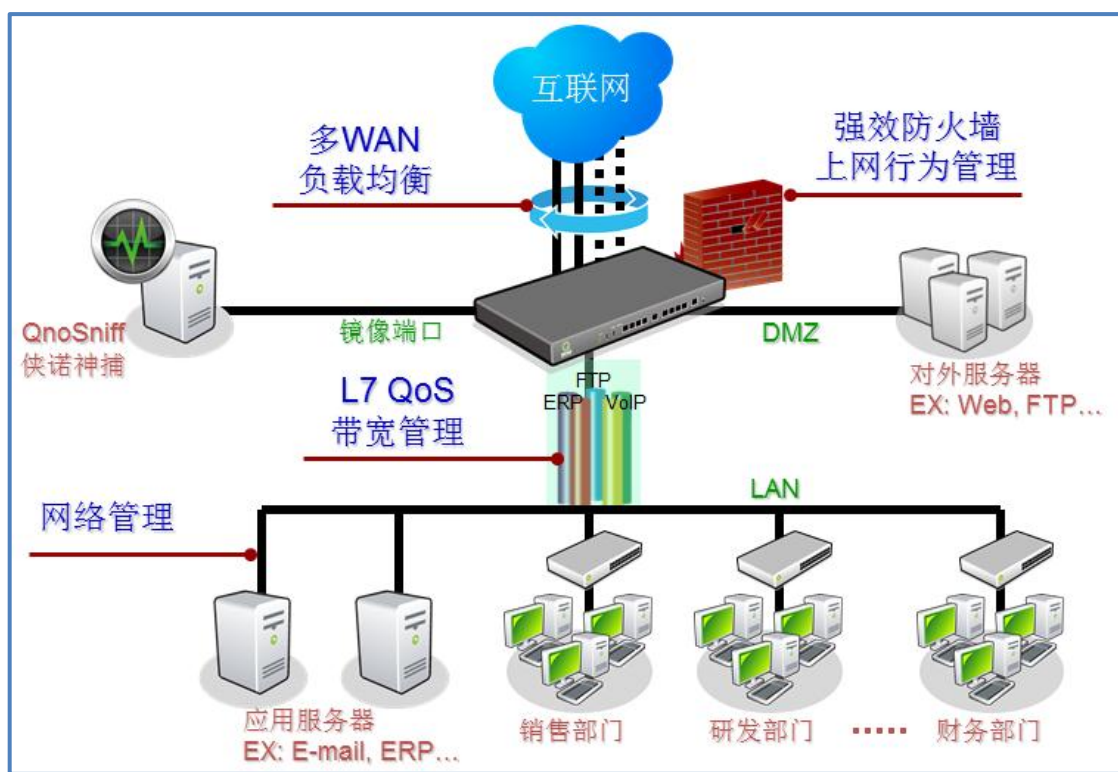 互联网
多WAN
负载均衡
强效防火墙
上网行为管理
QnoSniff
侠诺神捕
镜像端口
DMZ
对外服务器
EX: Web, FTP...
L7 QoS
带宽管理
FTP
ERP VoIP
LAN
网络管理
应用服务器
EX: E-mail, ERP...
销售部门
研发部门
财务部门